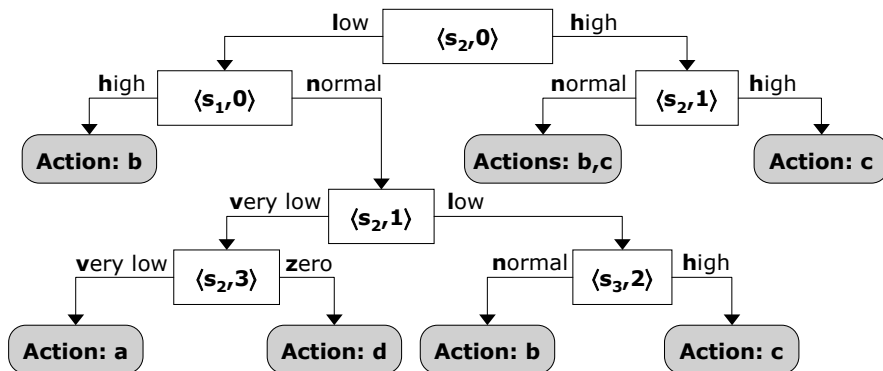 low ⟨s₂,0⟩ high
high ⟨s₁,0⟩ normal normal ⟨s₂,1⟩ high
Action: b Actions: b,c Action: c
very low ⟨s₂,1⟩ low
very low ⟨s₂,3⟩ zero normal ⟨s₃,2⟩ high
Action: a Action: d Action: b Action: c